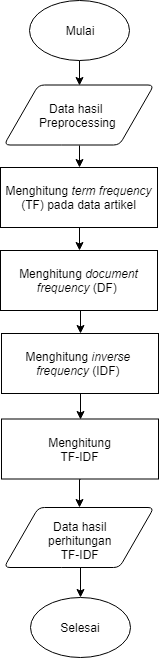 Mulai
Data hasil
Preprocessing
Menghitung term frequency
(TF) pada data artikel
Menghitung document
frequency (DF)
Menghitung inverse
frequency (IDF)
Menghitung
TF-IDF
Data hasil
perhitungan
TF-IDF
Selesai